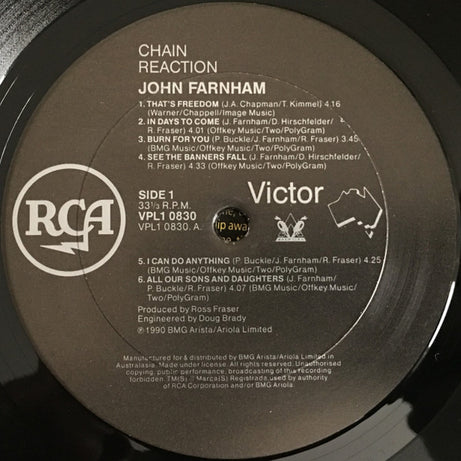 CHAIN
REACTION
JOHN FARNHAM
1. THAT'S FREEDOM (J.A. CHAPMAN/T. Kimmel) 4.16
(Warner/Chappell/Image Music)
2. IN DAYS TO COME (J. Farnham/D. Hirschfelder/
R. Fraser) 4.01 (Offkey Music/Two/PolyGram)
3. BURN FOR YOU (P. Buckle/J. Farnham/R. Fraser) 3.45
(BMG Music/Offkey Music/Two/PolyGram)
4. SEE THE BANNERS FALL (J. Farnham/D. Hirschfelder/
R. Fraser) 4.33 (Offkey Music/Two/PolyGram)
SIDE 1
33⅓ R.P.M.
VPL1 0830
VPL1 0830. A.
RCA
Victor
ip awa
5. I CAN DO ANYTHING (P. Buckle/J. Farnham/R. Fraser) 4.25
(BMG Music/Offkey Music/Two/PolyGram)
6. ALL OUR SONS AND DAUGHTERS (J. Farnham/
P. Buckle/R. Fraser) 4.07 (BMG Music/Offkey Music/
Two/PolyGram)
Produced by Ross Fraser
Engineered by Doug Brady
℗ 1990 BMG Arista/Ariola Limited
Manufactured for & distributed by BMG Arista/Ariola Limited in
Australasia. Made under license. All rights reserved. Unauthorised
copying, public performance, broadcasting of this recording
forbidden. TM(S) ® Marca(S) Registrada used by authority
of RCA Corporation and/or BMG Ariola.